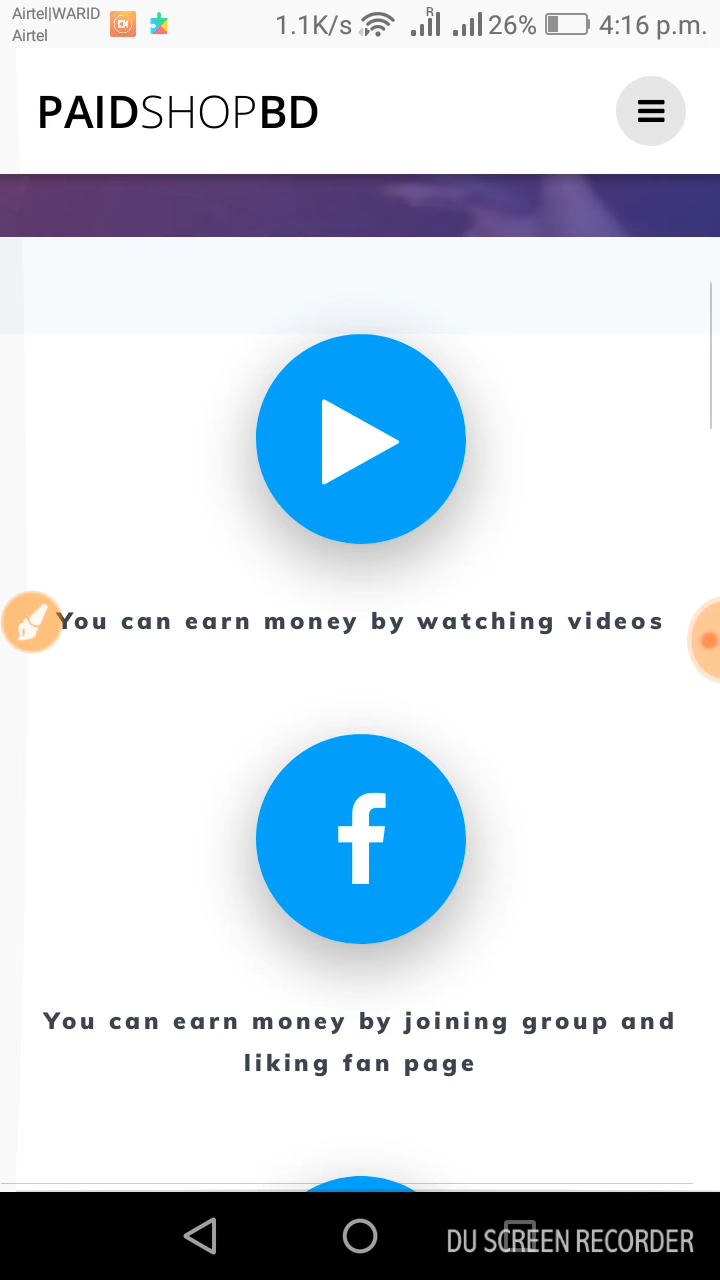 Airtel|WARID
Airtel
1.1K/s R 26% 4:16 p.m.
PAIDSHOPBD
You can earn money by watching videos
You can earn money by joining group and
liking fan page
DU SCREEN RECORDER